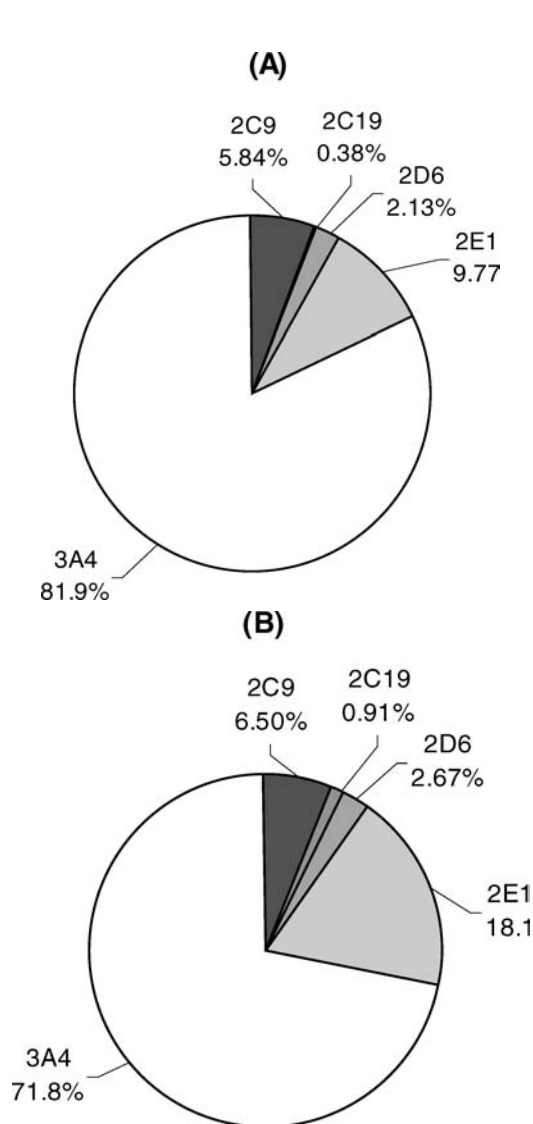 (A)
2C9
5.84%
2C19
0.38%
2D6
2.13%
2E1
9.77
3A4
81.9%
(B)
2C9
6.50%
2C19
0.91%
2D6
2.67%
2E1
18.1
3A4
71.8%